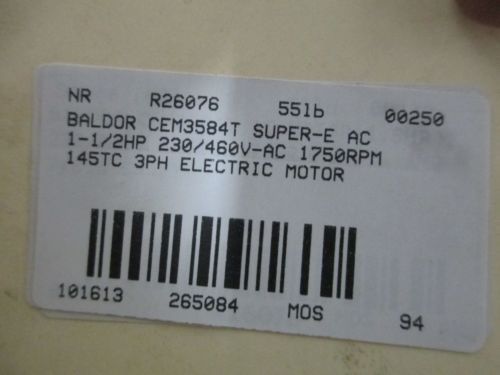 NR R26076 55lb 00250
BALDOR CEM3584T SUPER-E AC
1-1/2HP 230/460V-AC 1750RPM
145TC 3PH ELECTRIC MOTOR
101613 265084 MOS 94